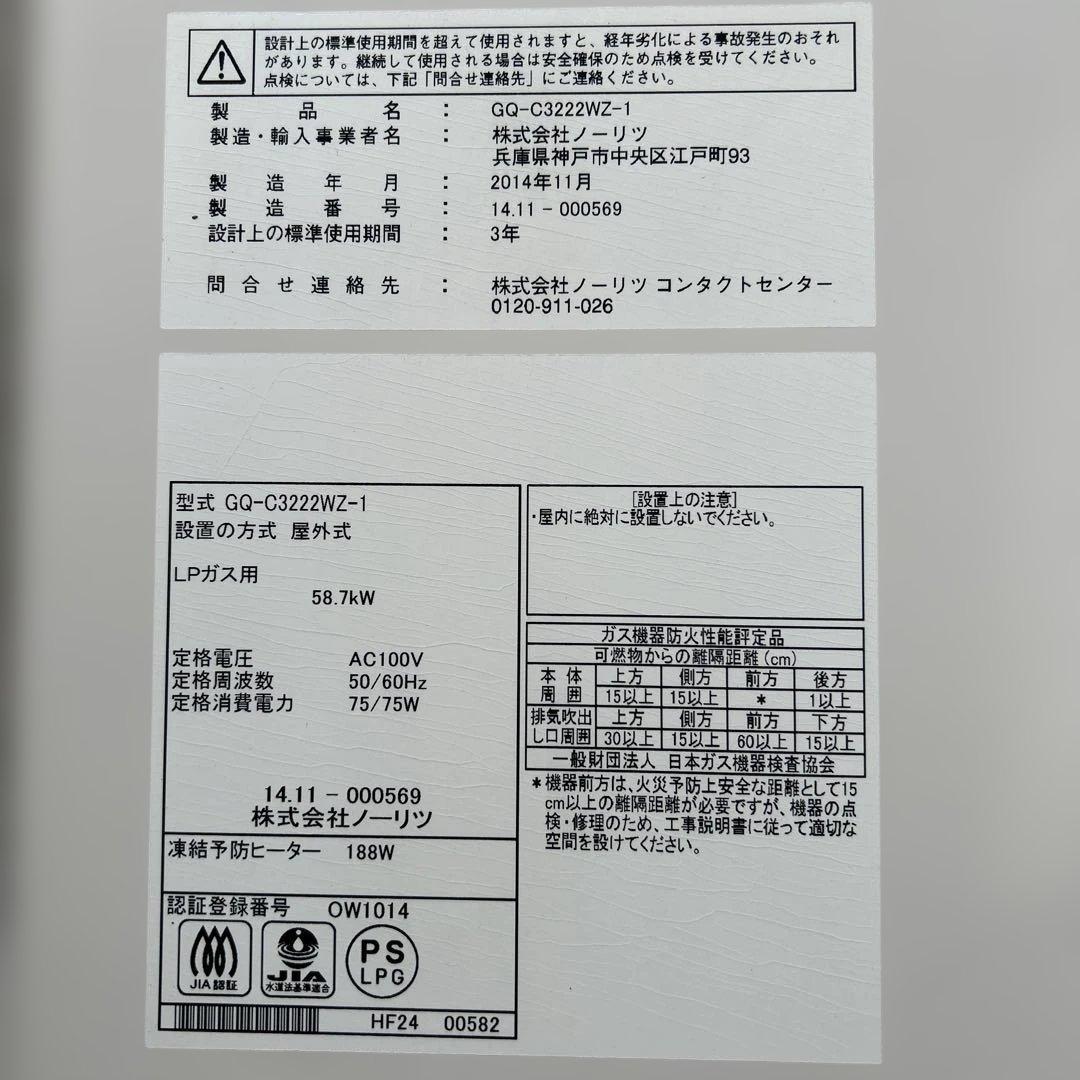 設計上の標準使用期間を超えて使用されますと、経年劣化による事故発生のおそれ
があります。継続して使用される場合は安全確保のため点検を受けてください。
点検については、下記「問合せ連絡先」にご連絡ください。
製品名 : GQ-C3222WZ-1
製造・輸入事業者名 : 株式会社ノーリツ
兵庫県神戸市中央区江戸町93
製造年月 : 2014年11月
製造番号 : 14.11 - 000569
設計上の標準使用期間 : 3年
問合せ連絡先 : 株式会社ノーリツ コンタクトセンター
0120-911-026
型式 GQ-C3222WZ-1
設置の方式 屋外式
LPガス用
58.7kW
定格電圧 AC100V
定格周波数 50/60Hz
定格消費電力 75/75W
14.11 - 000569
株式会社ノーリツ
凍結予防ヒーター 188W
認証登録番号 OW1014
JIA認証
JIA
水道法基準適合
PS
LPG
HF24 00582
[設置上の注意]
・屋内に絶対に設置しないでください。
ガス機器防火性能評定品
可燃物からの離隔距離(cm)
本体 上方 側方 前方 後方
周囲 15以上 15以上 * 1以上
排気吹出 上方 側方 前方 下方
し口周囲 30以上 15以上 60以上 15以上
一般財団法人 日本ガス機器検査協会
*機器前方は、火災予防上安全な距離として15
cm以上の離隔距離が必要ですが、機器の点
検・修理のため、工事説明書に従って適切な
空間を設けてください。